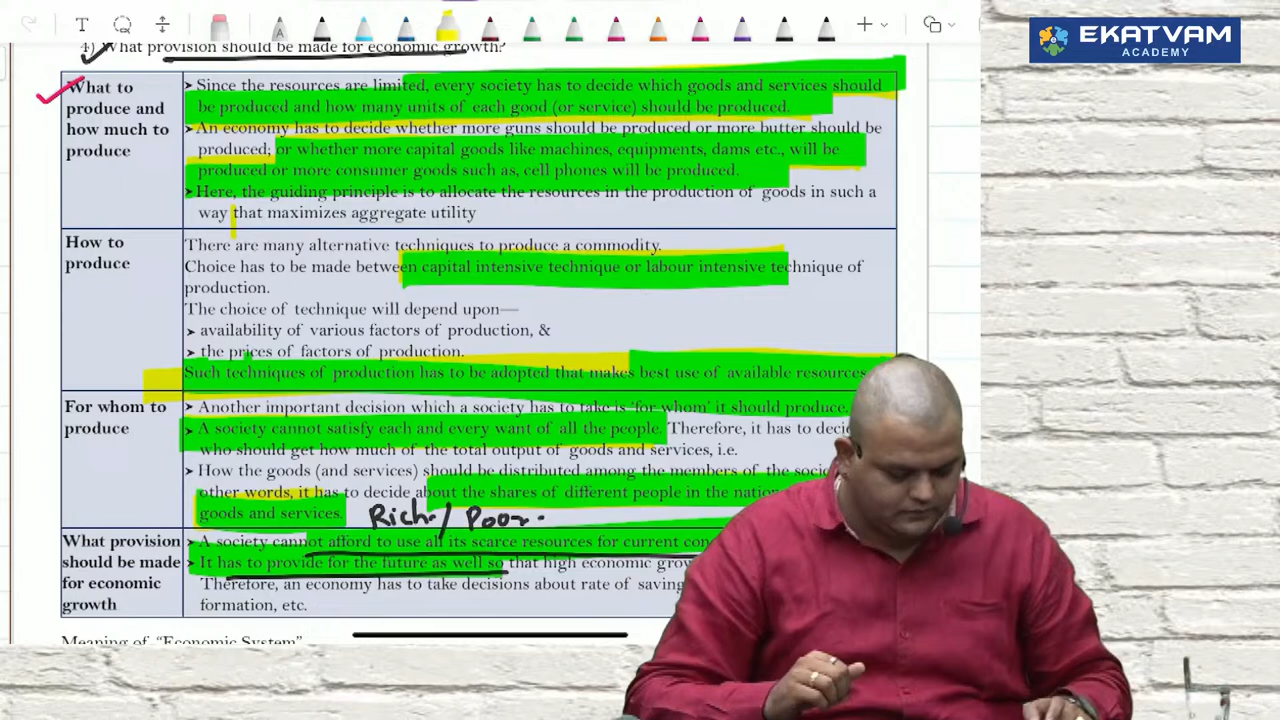 EKATVAM
ACADEMY
4) What provision should be made for economic growth?
What to
produce and
how much to
produce
➤ Since the resources are limited, every society has to decide which goods and services should
be produced and how many units of each good (or service) should be produced.
➤ An economy has to decide whether more guns should be produced or more butter should be
produced; or whether more capital goods like machines, equipments, dams etc., will be
produced or more consumer goods such as, cell phones will be produced.
➤ Here, the guiding principle is to allocate the resources in the production of goods in such a
way that maximizes aggregate utility
How to
produce
There are many alternative techniques to produce a commodity.
Choice has to be made between capital intensive technique or labour intensive technique of
production.
The choice of technique will depend upon—
➤ availability of various factors of production, &
➤ the prices of factors of production.
Such techniques of production has to be adopted that makes best use of available resources
For whom to
produce
➤ Another important decision which a society has to take is 'for whom' it should produce.
➤ A society cannot satisfy each and every want of all the people. Therefore, it has to
who should get how much of the total output of goods and services, i.e.
➤ How the goods (and services) should be distributed among the members of the
other words, it has to decide about the shares of different people in the
goods and services.
Rich / Poor.
What provision
should be made
for economic
growth
➤ A society cannot afford to use all its scarce resources for current
➤ It has to provide for the future as well so that high economic
Therefore, an economy has to take decisions about rate of
formation, etc.
Meaning of "Economic System"